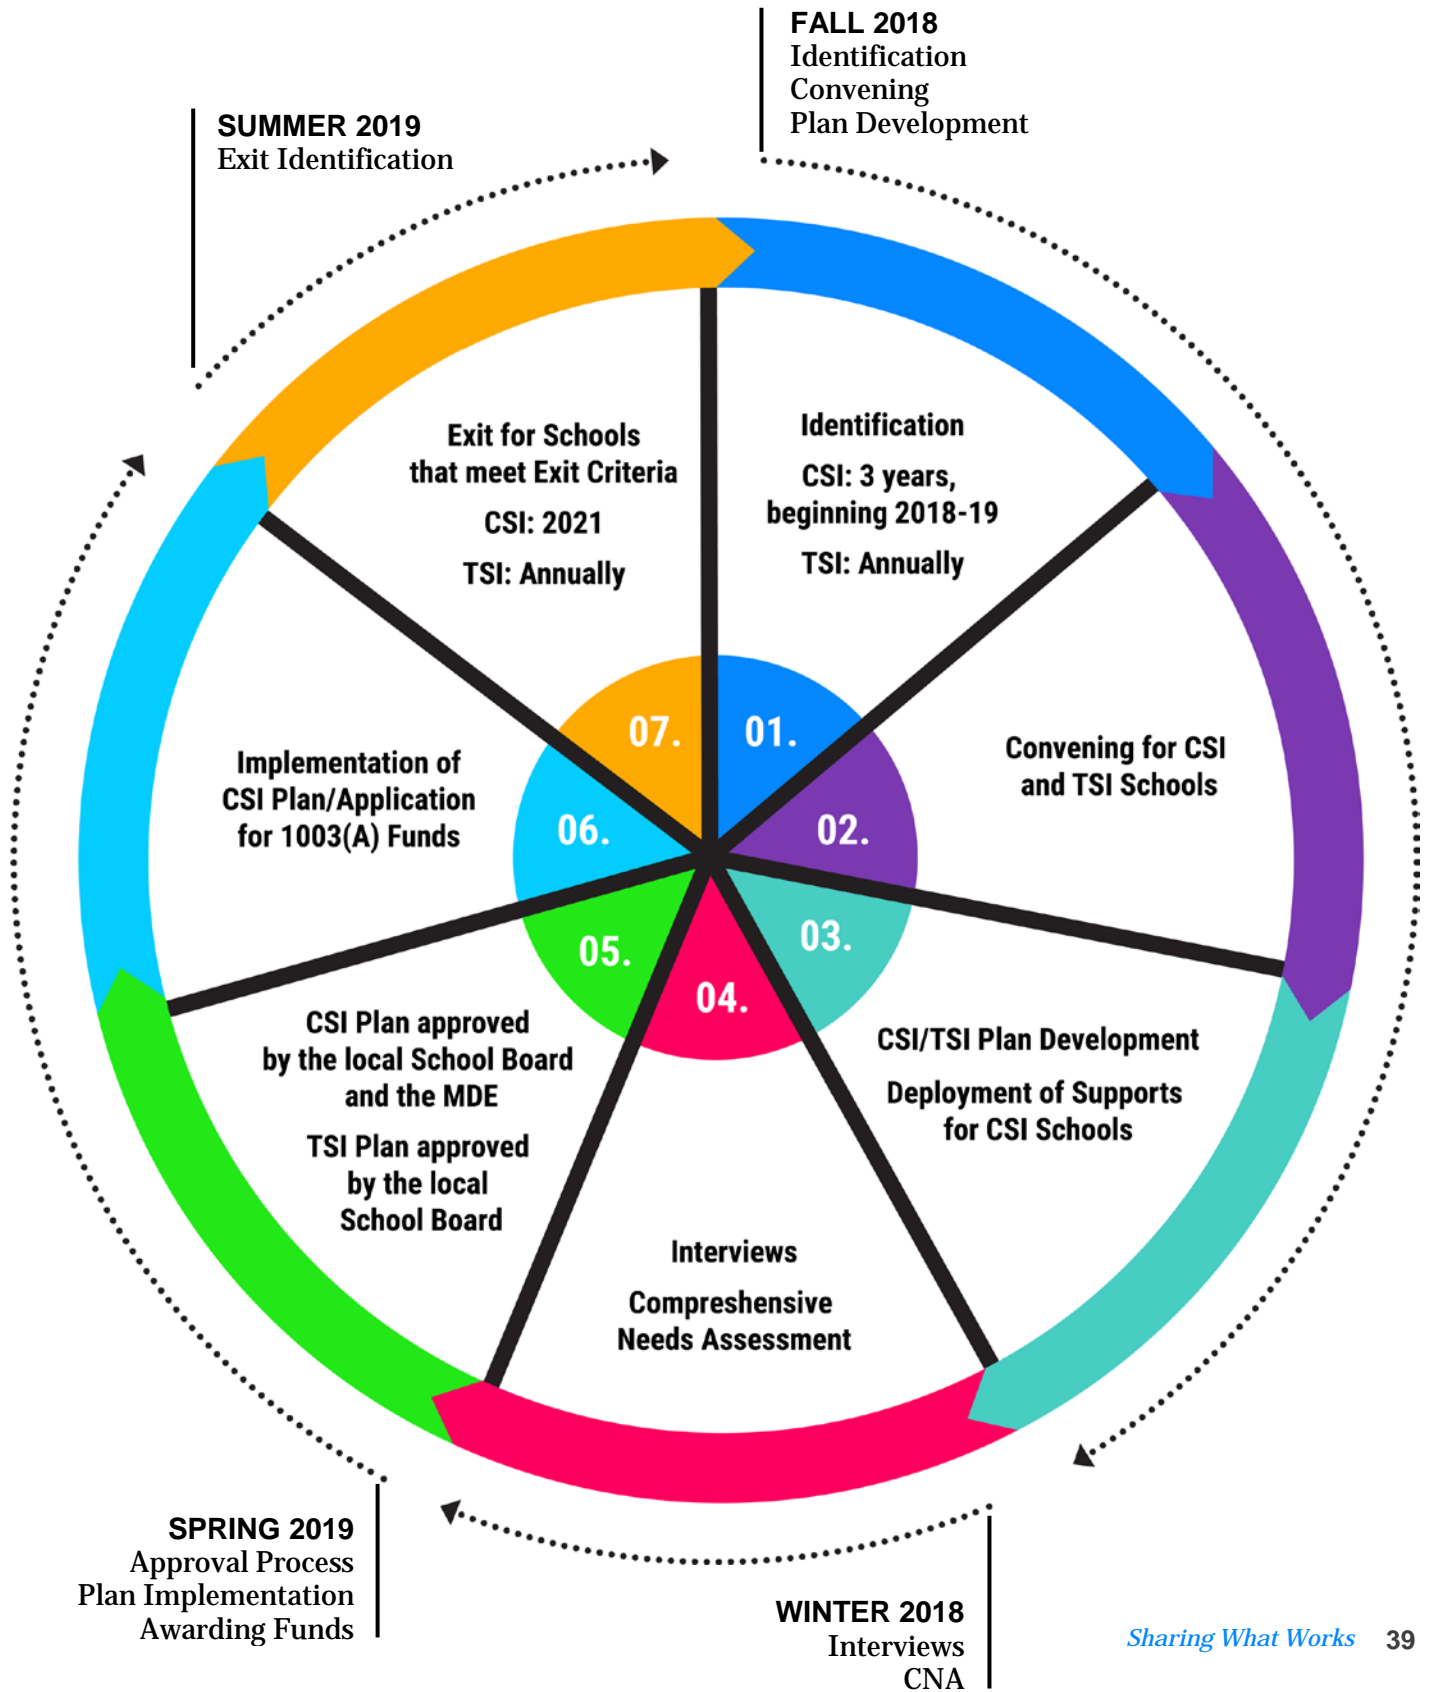 FALL 2018
Identification
Convening
Plan Development
SUMMER 2019
Exit Identification
Exit for Schools
that meet Exit Criteria
CSI: 2021
TSI: Annually
Identification
CSI: 3 years,
beginning 2018-19
TSI: Annually
07.
01.
Implementation of
CSI Plan/Application
for 1003(A) Funds
06.
02.
Convening for CSI
and TSI Schools
05.
03.
04.
CSI Plan approved
by the local School Board
and the MDE
TSI Plan approved
by the local
School Board
CSI/TSI Plan Development
Deployment of Supports
for CSI Schools
Interviews
Compreshensive
Needs Assessment
SPRING 2019
Approval Process
Plan Implementation
Awarding Funds
WINTER 2018
Interviews
CNA
Sharing What Works 39